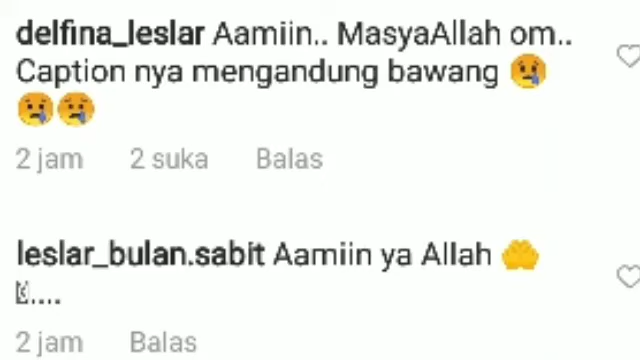 delfina_leslar Aamiin.. MasyaAllah om..
Caption nya mengandung bawang 😢
😢😢
2 jam 2 suka Balas
leslar_bulan.sabit Aamiin ya Allah 🤲
....
2 jam Balas